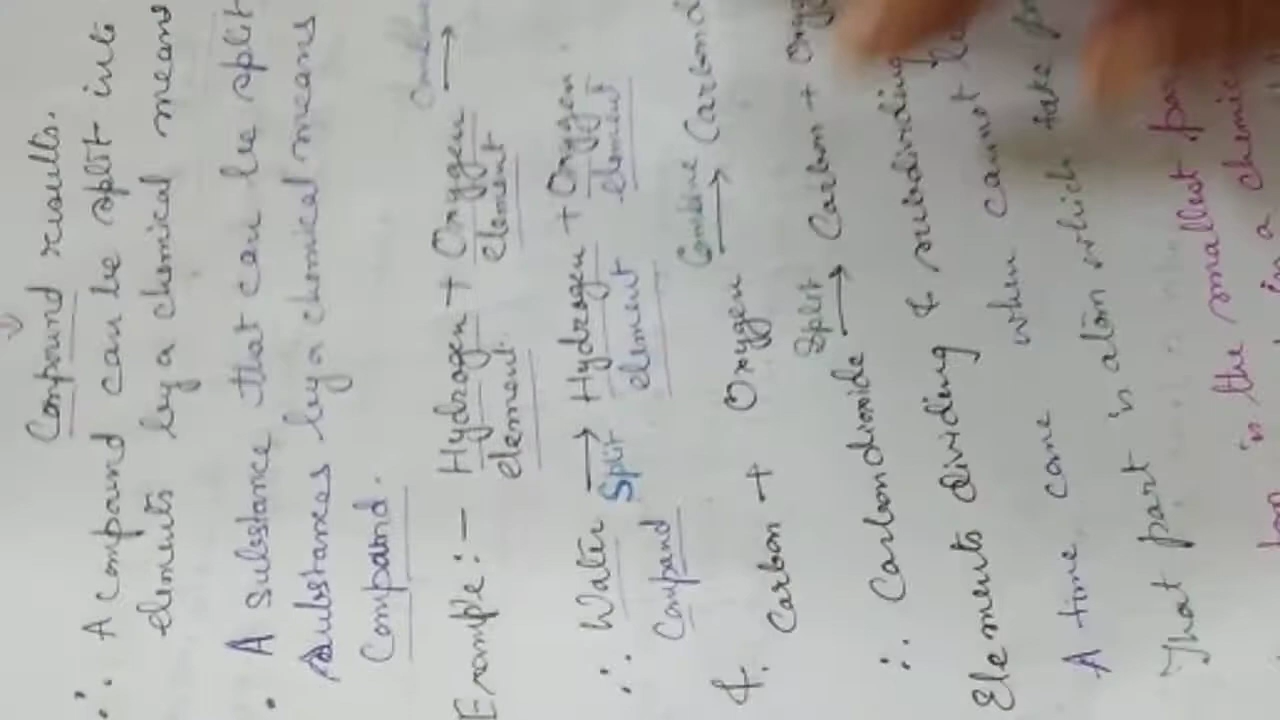 Compound results.
∴ A Compound can be split into
elements by a chemical means
• A substance that can be split
substances by a chemical means
Compound.
Example:- Hydrogen + Oxygen →
element element
∴ Water → Hydrogen + Oxygen.
Compound Split element element
Combine
&. Carbon + Oxygen →
Split
∴ Carbondioxide → Carbon +
Elements dividing & subdividing
A time came when cannot
That part is atom which take
is the smallest
in a